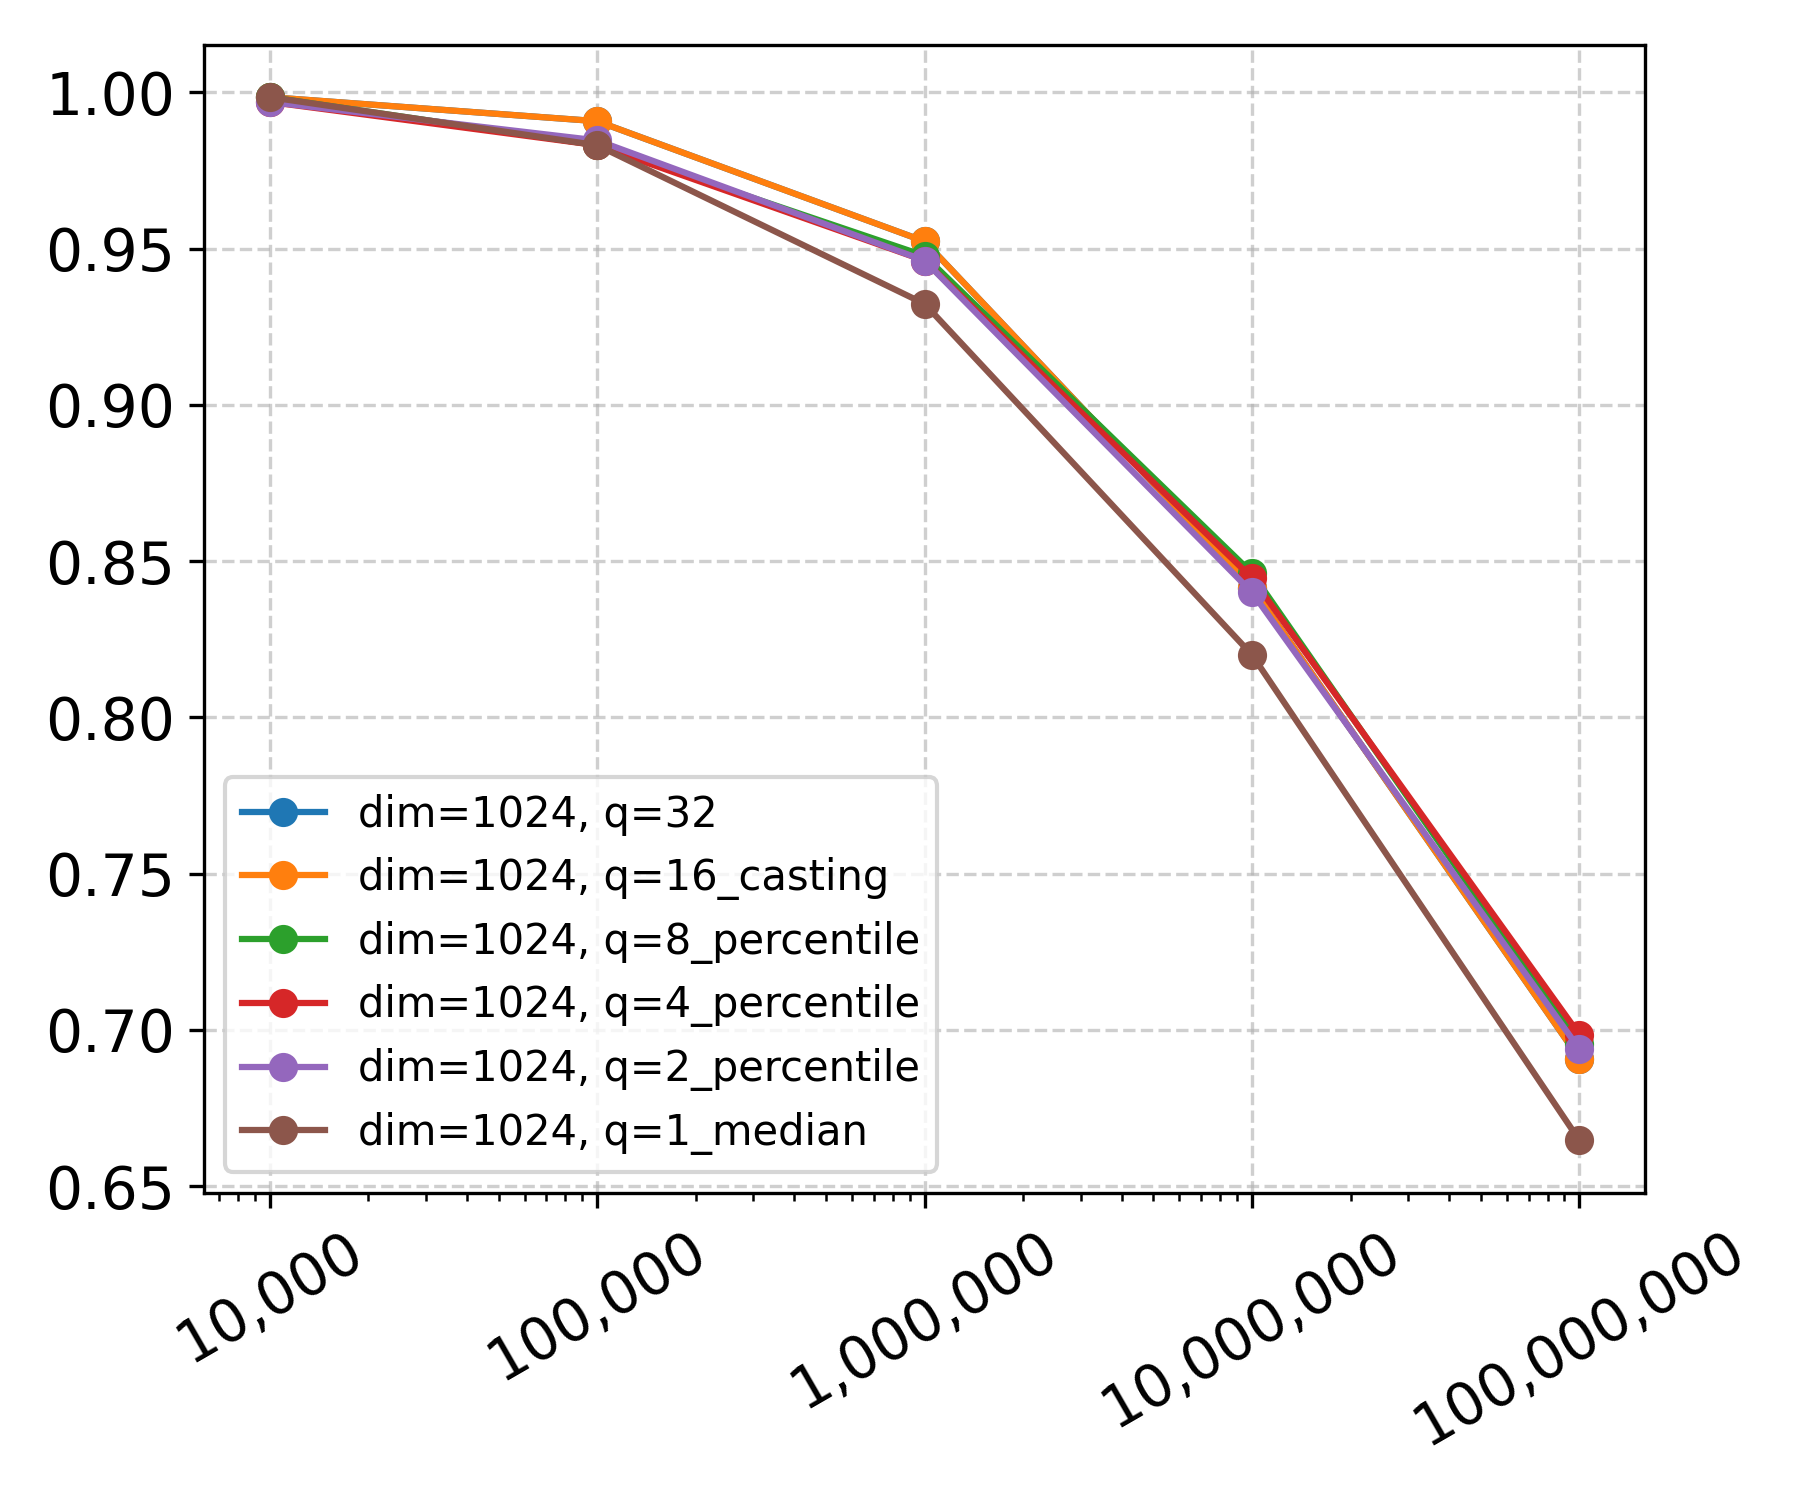 1.00
0.95
0.90
0.85
0.80
0.75
0.70
0.65
dim=1024, q=32
dim=1024, q=16_casting
dim=1024, q=8_percentile
dim=1024, q=4_percentile
dim=1024, q=2_percentile
dim=1024, q=1_median
10,000
100,000
1,000,000
10,000,000
100,000,000